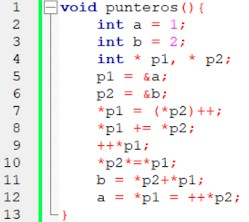 1 void punteros(){
2 int a = 1;
3 int b = 2;
4 int * p1, * p2;
5 p1 = &a;
6 p2 = &b;
7 *p1 = (*p2)++;
8 *p1 += *p2;
9 ++*p1;
10 *p2*=*p1;
11 b = *p2+*p1;
12 a = *p1 = ++*p2;
13 }